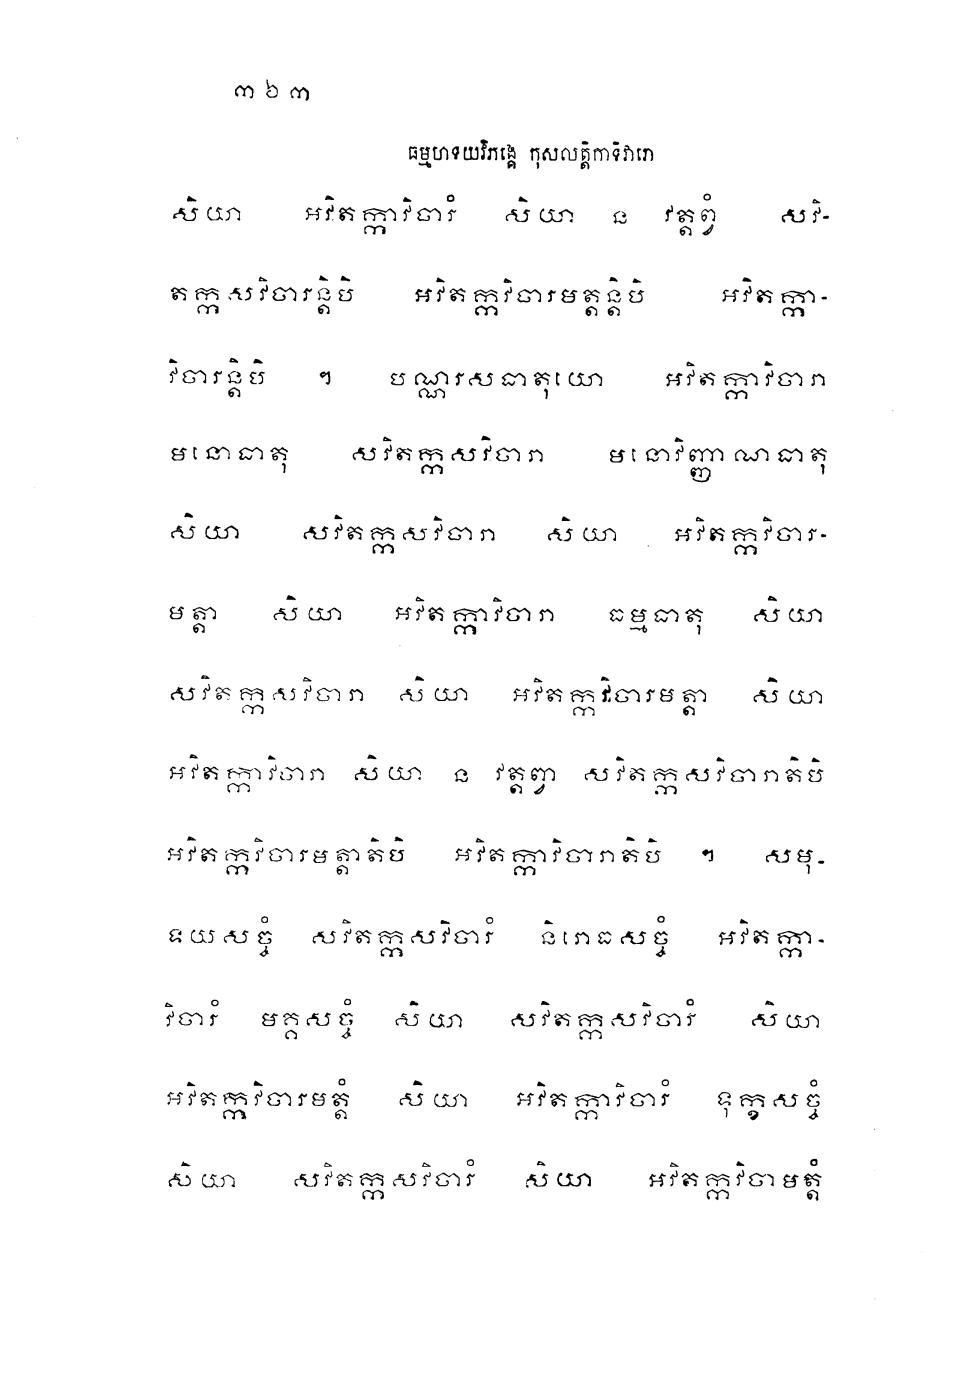 ៣៦៣
ធម្មហទយវិភង្គេ កុសលត្តិកាទិវារោ
សិយា អវិតក្កាវិចារំ សិយា ន វត្តព្វំ សវិ-
តក្កសវិចារន្តិបិ អវិតក្កវិចារមត្តន្តិបិ អវិតក្កា-
វិចារន្តិបិ ។ បណ្ណរសធាតុយោ អវិតក្កាវិចារា
មនោធាតុ សវិតក្កសវិចារា មនោវិញ្ញាណធាតុ
សិយា សវិតក្កសវិចារា សិយា អវិតក្កវិចារ-
មត្តា សិយា អវិតក្កាវិចារា ធម្មធាតុ សិយា
សវិតក្កសវិចារា សិយា អវិតក្កវិចារមត្តា សិយា
អវិតក្កាវិចារា សិយា ន វត្តព្វា សវិតក្កសវិចារាតិបិ
អវិតក្កវិចារមត្តាតិបិ អវិតក្កាវិចារាតិបិ ។ សមុ-
ទយសច្ចំ សវិតក្កសវិចារំ និរោធសច្ចំ អវិតក្កា-
វិចារំ មគ្គសច្ចំ សិយា សវិតក្កសវិចារំ សិយា
អវិតក្កវិចារមត្តំ សិយា អវិតក្កាវិចារំ ទុក្ខសច្ចំ
សិយា សវិតក្កសវិចារំ សិយា អវិតក្កវិចាមត្តំ